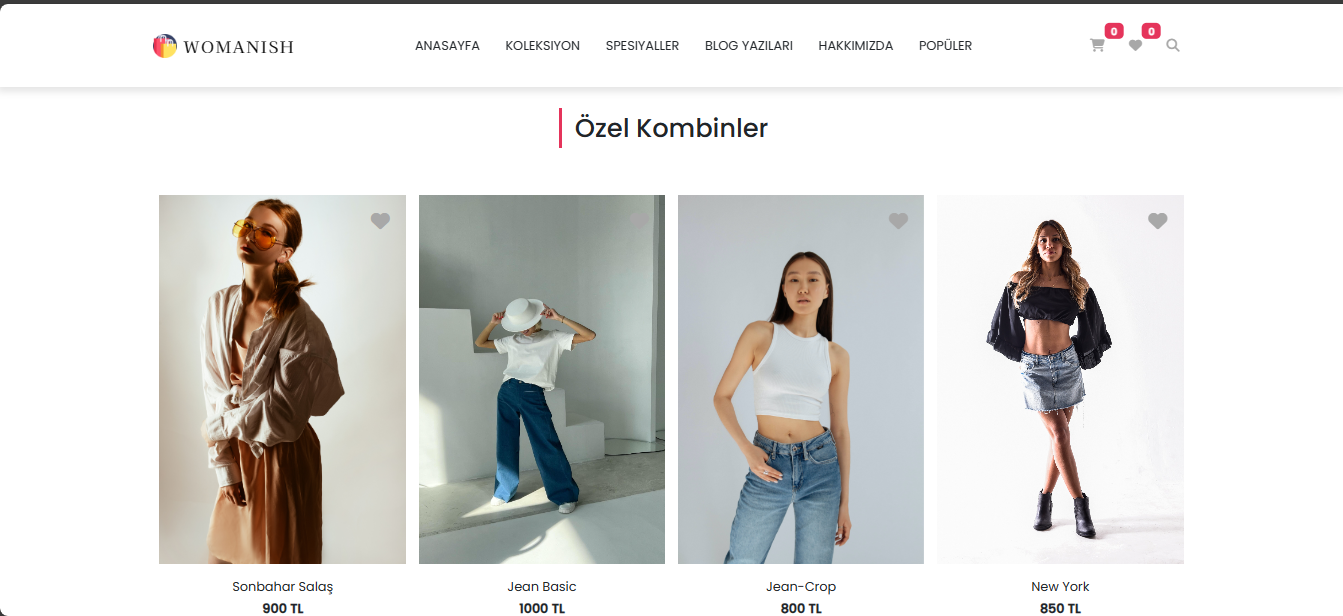 WOMANISH
ANASAYFA KOLEKSIYON SPESIYALLER BLOG YAZILARI HAKKIMIZDA POPÜLER
0 0
Özel Kombinler
Sonbahar Salaş Jean Basic Jean-Crop New York
900 TL 1000 TL 800 TL 850 TL